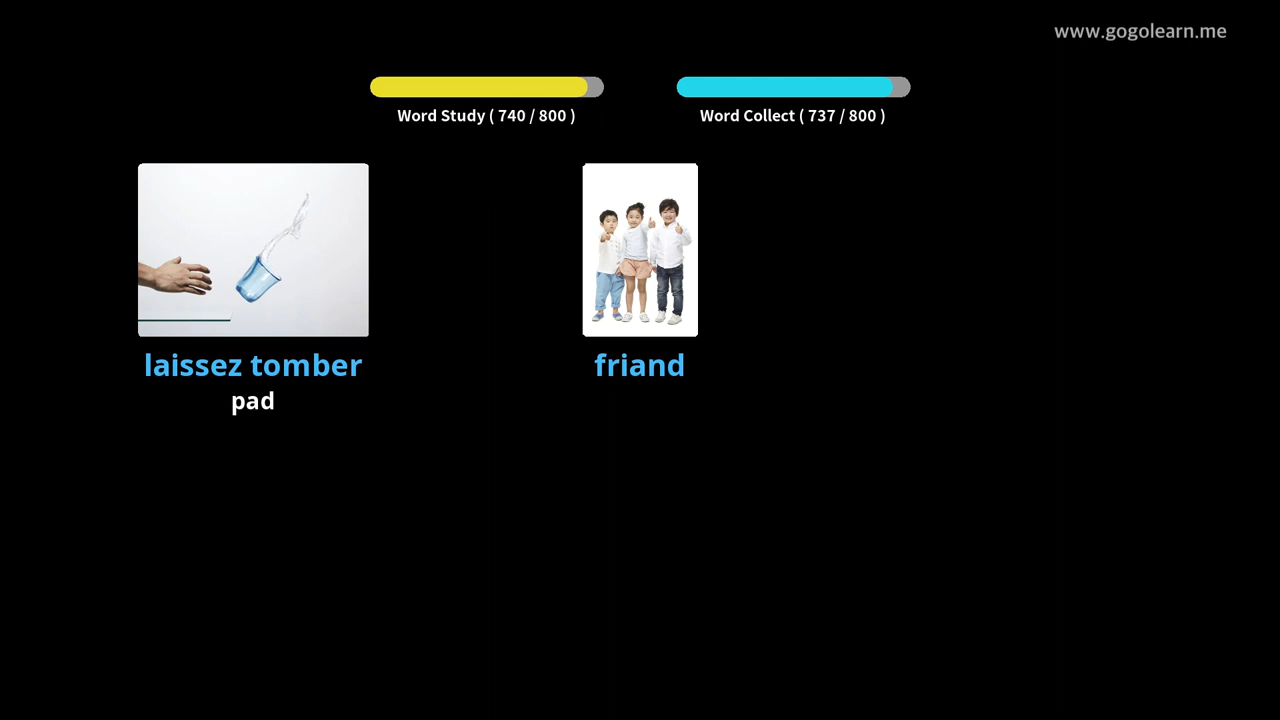 www.gogolearn.me
Word Study ( 740 / 800 )
Word Collect ( 737 / 800 )
laissez tomber
pad
friand